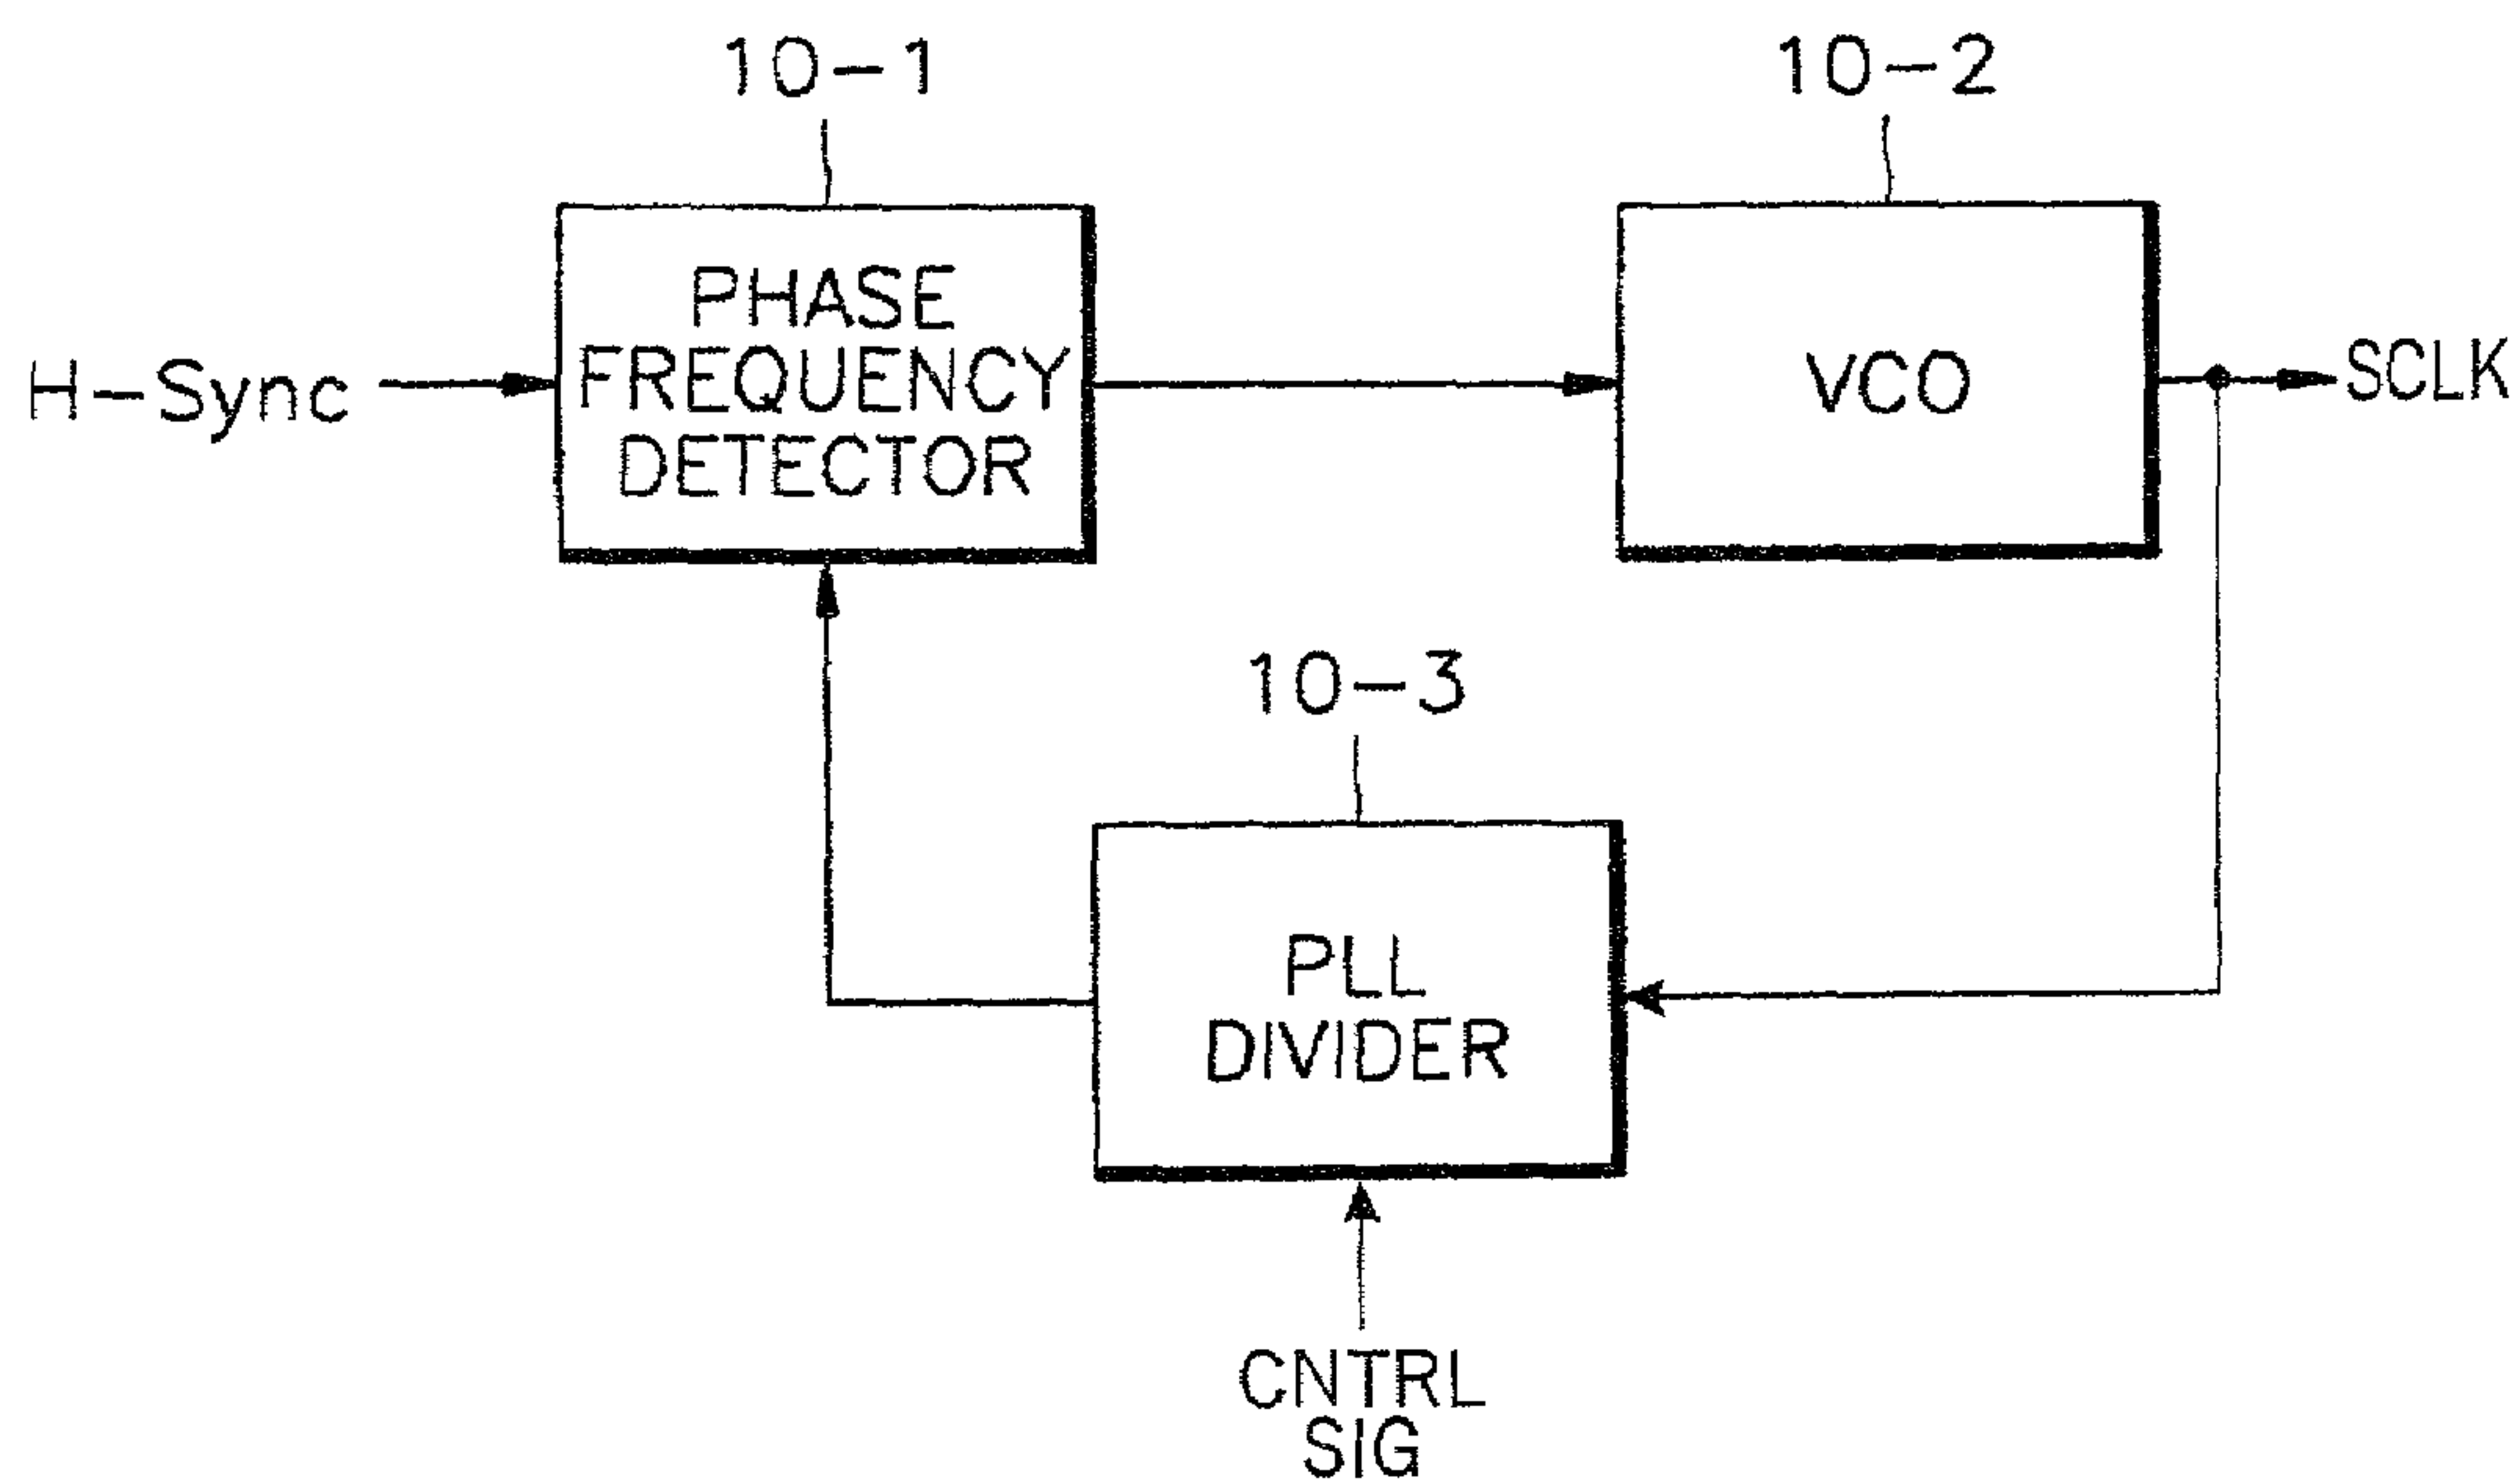 10-1
10-2
PHASE
FREQUENCY
DETECTOR
H-Sync
VCO
SCLK
10-3
PLL
DIVIDER
CNTRL
SIG